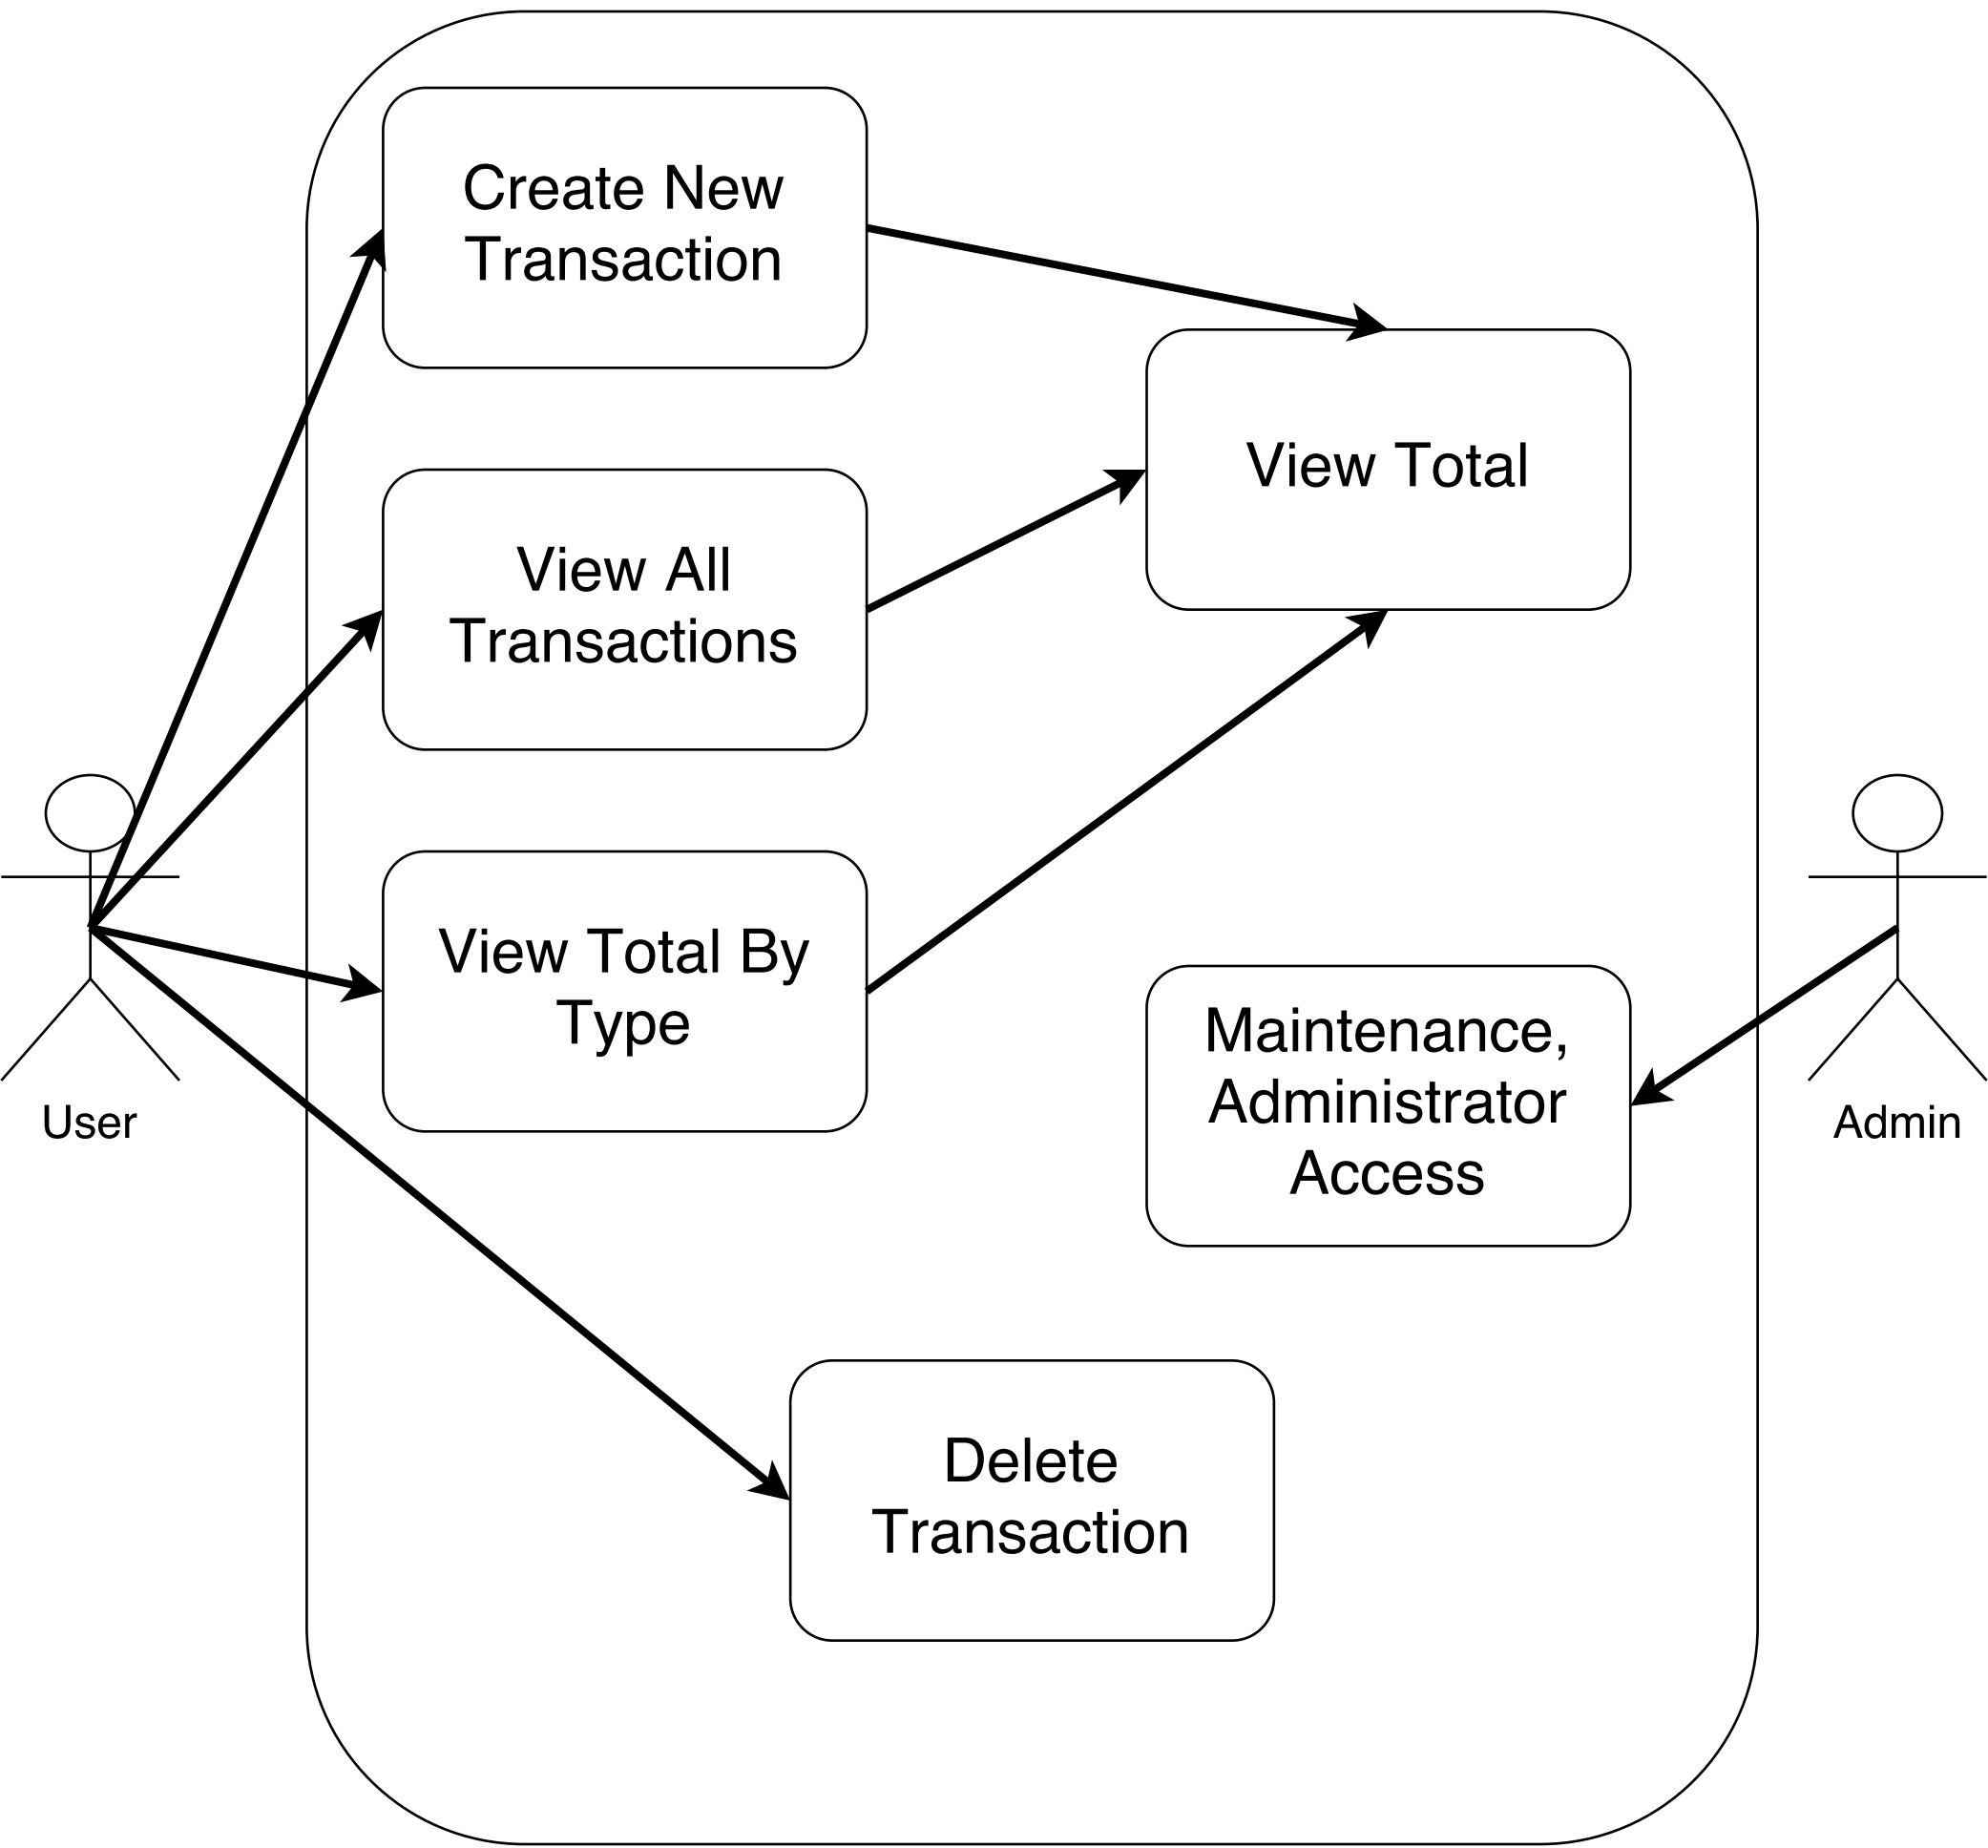 Create New
Transaction
View Total
View All
Transactions
View Total By
Type
Maintenance,
Administrator
Access
User
Admin
Delete
Transaction